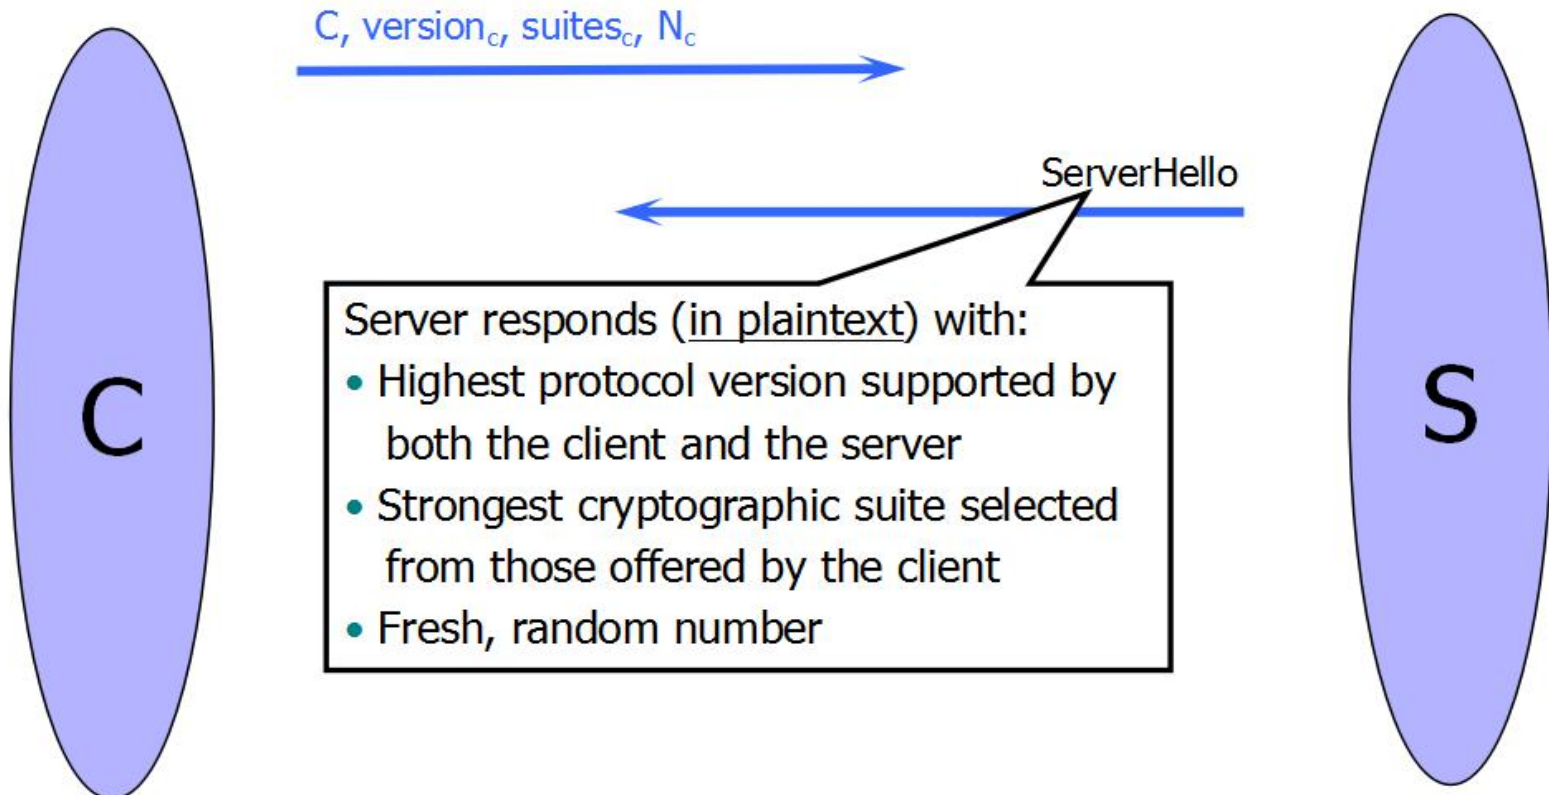 C, version_c, suites_c, N_c
ServerHello
Server responds (in plaintext) with:
• Highest protocol version supported by
both the client and the server
• Strongest cryptographic suite selected
from those offered by the client
• Fresh, random number
C
S